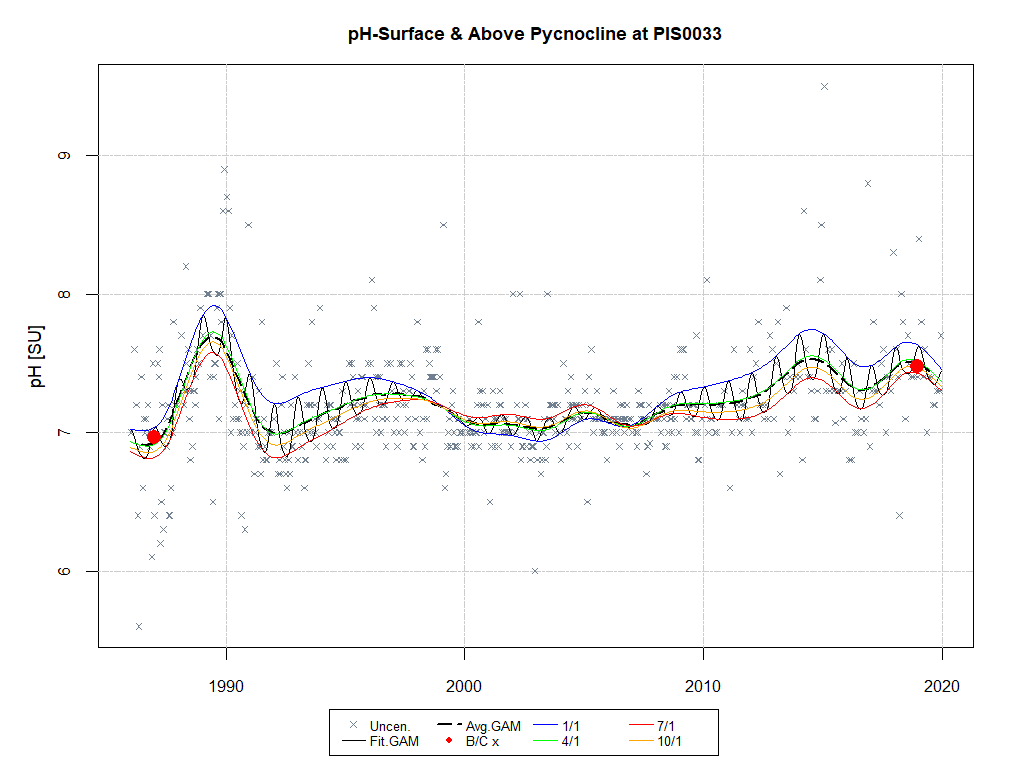 pH-Surface & Above Pycnocline at PIS0033
pH [SU]
9
8
7
6
1990 2000 2010 2020
Uncen. Avg.GAM 1/1 7/1
Fit.GAM B/C x 4/1 10/1